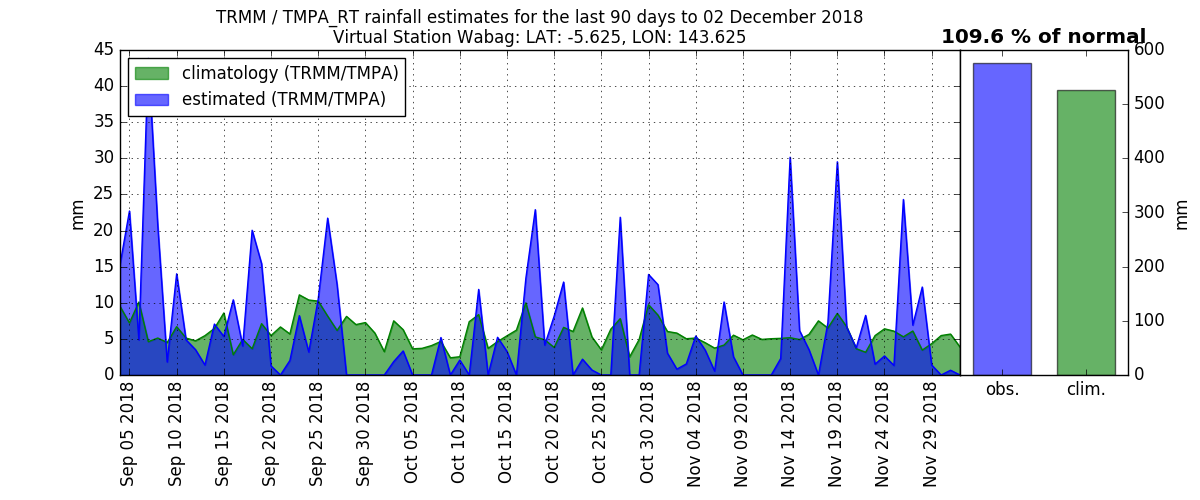 TRMM / TMPA_RT rainfall estimates for the last 90 days to 02 December 2018
Virtual Station Wabag: LAT: -5.625, LON: 143.625
109.6 % of normal
climatology (TRMM/TMPA)
estimated (TRMM/TMPA)
mm
45
40
35
30
25
20
15
10
5
0
Sep 05 2018
Sep 10 2018
Sep 15 2018
Sep 20 2018
Sep 25 2018
Sep 30 2018
Oct 05 2018
Oct 10 2018
Oct 15 2018
Oct 20 2018
Oct 25 2018
Oct 30 2018
Nov 04 2018
Nov 09 2018
Nov 14 2018
Nov 19 2018
Nov 24 2018
Nov 29 2018
obs.
clim.
600
500
400
300
200
100
0
mm